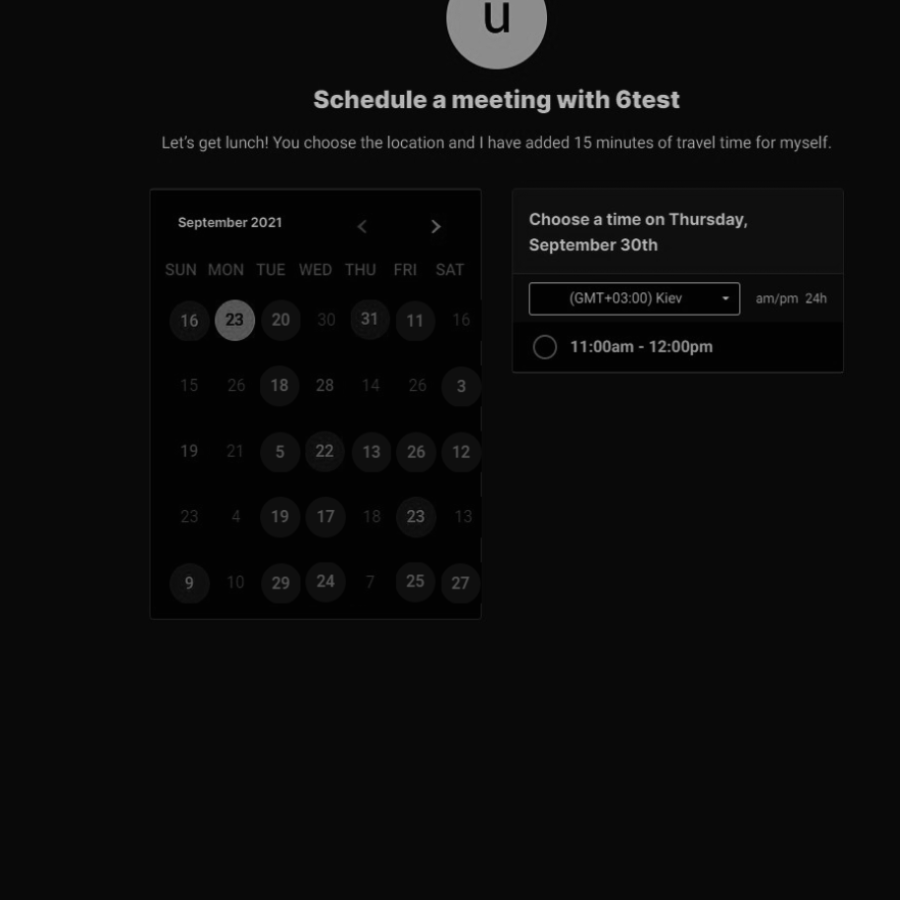 u
Schedule a meeting with 6test
Let's get lunch! You choose the location and I have added 15 minutes of travel time for myself.
September 2021
SUN MON TUE WED THU FRI SAT
16 23 20 30 31 11 16
15 26 18 28 14 26 3
19 21 5 22 13 26 12
23 4 19 17 18 23 13
9 10 29 24 7 25 27
Choose a time on Thursday,
September 30th
(GMT+03:00) Kiev am/pm 24h
11:00am - 12:00pm